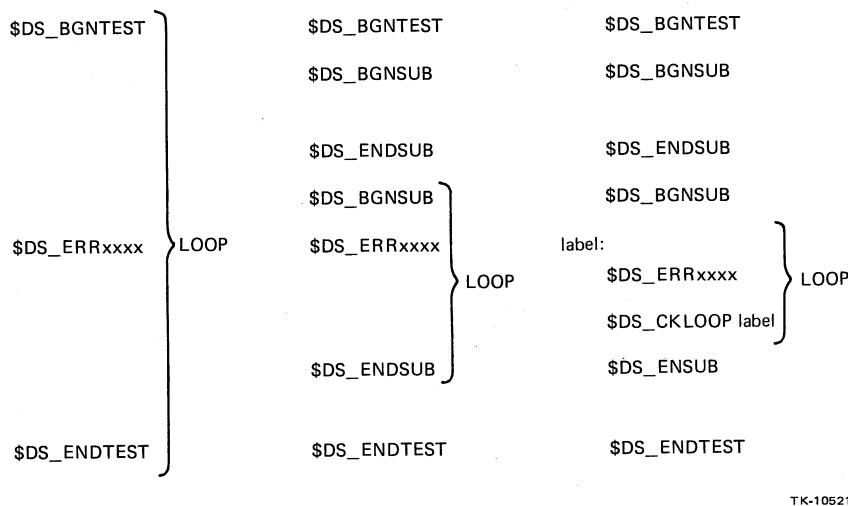 $DS_BGNTEST
$DS_ERRxxxx
LOOP
$DS_ENDTEST
$DS_BGNTEST
$DS_BGNSUB
$DS_ENDSUB
$DS_BGNSUB
$DS_ERRxxxx
LOOP
$DS_ENDSUB
$DS_ENDTEST
$DS_BGNTEST
$DS_BGNSUB
$DS_ENDSUB
$DS_BGNSUB
label:
$DS_ERRxxxx
LOOP
$DS_CKLOOP label
$DS_ENSUB
$DS_ENDTEST
TK-10521